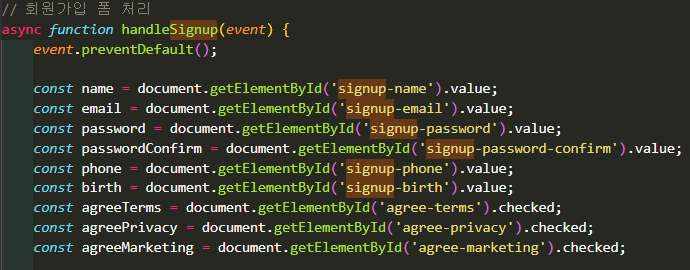 // 회원가입 폼 처리
async function handleSignup(event) {
    event.preventDefault();

    const name = document.getElementById('signup-name').value;
    const email = document.getElementById('signup-email').value;
    const password = document.getElementById('signup-password').value;
    const passwordConfirm = document.getElementById('signup-password-confirm').value;
    const phone = document.getElementById('signup-phone').value;
    const birth = document.getElementById('signup-birth').value;
    const agreeTerms = document.getElementById('agree-terms').checked;
    const agreePrivacy = document.getElementById('agree-privacy').checked;
    const agreeMarketing = document.getElementById('agree-marketing').checked;